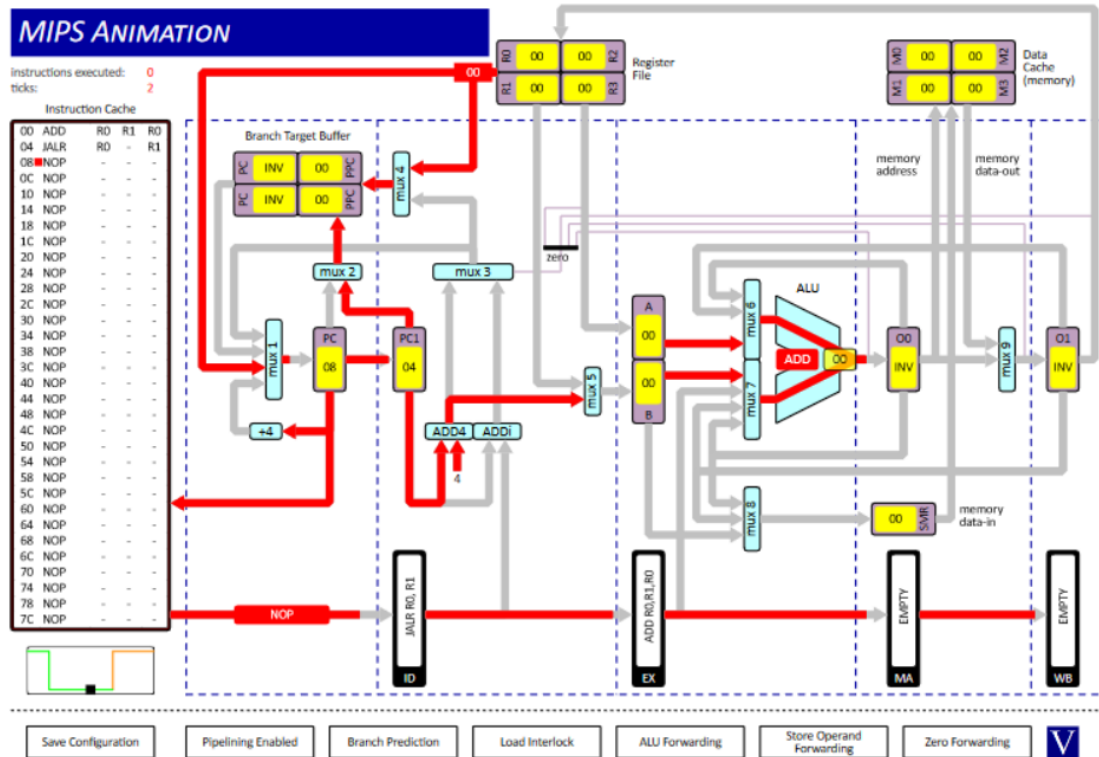 MIPS ANIMATION
instructions executed: 0
ticks: 2
Instruction Cache
00 ADD R0 R1 R0
04 JALR R0 - R1
08 NOP - - -
0C NOP - - -
10 NOP - - -
14 NOP - - -
18 NOP - - -
1C NOP - - -
20 NOP - - -
24 NOP - - -
28 NOP - - -
2C NOP - - -
30 NOP - - -
34 NOP - - -
38 NOP - - -
3C NOP - - -
40 NOP - - -
44 NOP - - -
48 NOP - - -
4C NOP - - -
50 NOP - - -
54 NOP - - -
58 NOP - - -
5C NOP - - -
60 NOP - - -
64 NOP - - -
68 NOP - - -
6C NOP - - -
70 NOP - - -
74 NOP - - -
78 NOP - - -
7C NOP - - -
00
R0 00 00 R2
R1 00 00 R3
Register
File
M0 00 00 M2
M1 00 00 M3
Data
Cache
(memory)
Branch Target Buffer
PC INV 00 PPC
PC INV 00 PPC
mux 4
memory
address
memory
data-out
zero
mux 2
mux 3
mux 1
PC
08
PC1
04
+4
ADD4
ADDi
4
mux 5
A
00
00
B
mux 6
mux 7
ALU
ADD
00
O0
INV
mux 9
O1
INV
mux 8
00
SMR
memory
data-in
NOP
JALR R0, R1
ID
ADD R0,R1,R0
EX
EMPTY
MA
EMPTY
WB
Save Configuration
Pipelining Enabled
Branch Prediction
Load Interlock
ALU Forwarding
Store Operand
Forwarding
Zero Forwarding
V